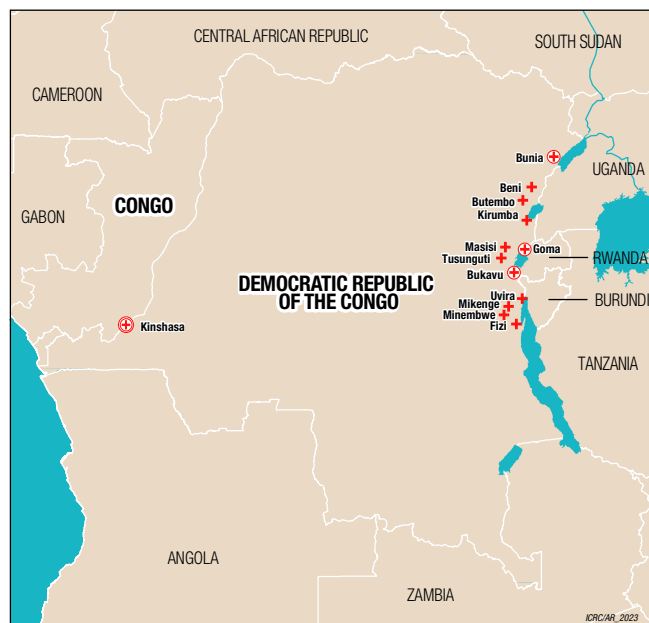 CENTRAL AFRICAN REPUBLIC
SOUTH SUDAN
CAMEROON
Bunia
UGANDA
Beni
Butembo
CONGO
Kirumba
GABON
Masisi
Goma
Tusunguti
RWANDA
Bukavu
DEMOCRATIC REPUBLIC
OF THE CONGO
Uvira
BURUNDI
Mikenge
Minembwe
Kinshasa
Fizi
TANZANIA
ANGOLA
ZAMBIA
ICRC/AR_2023